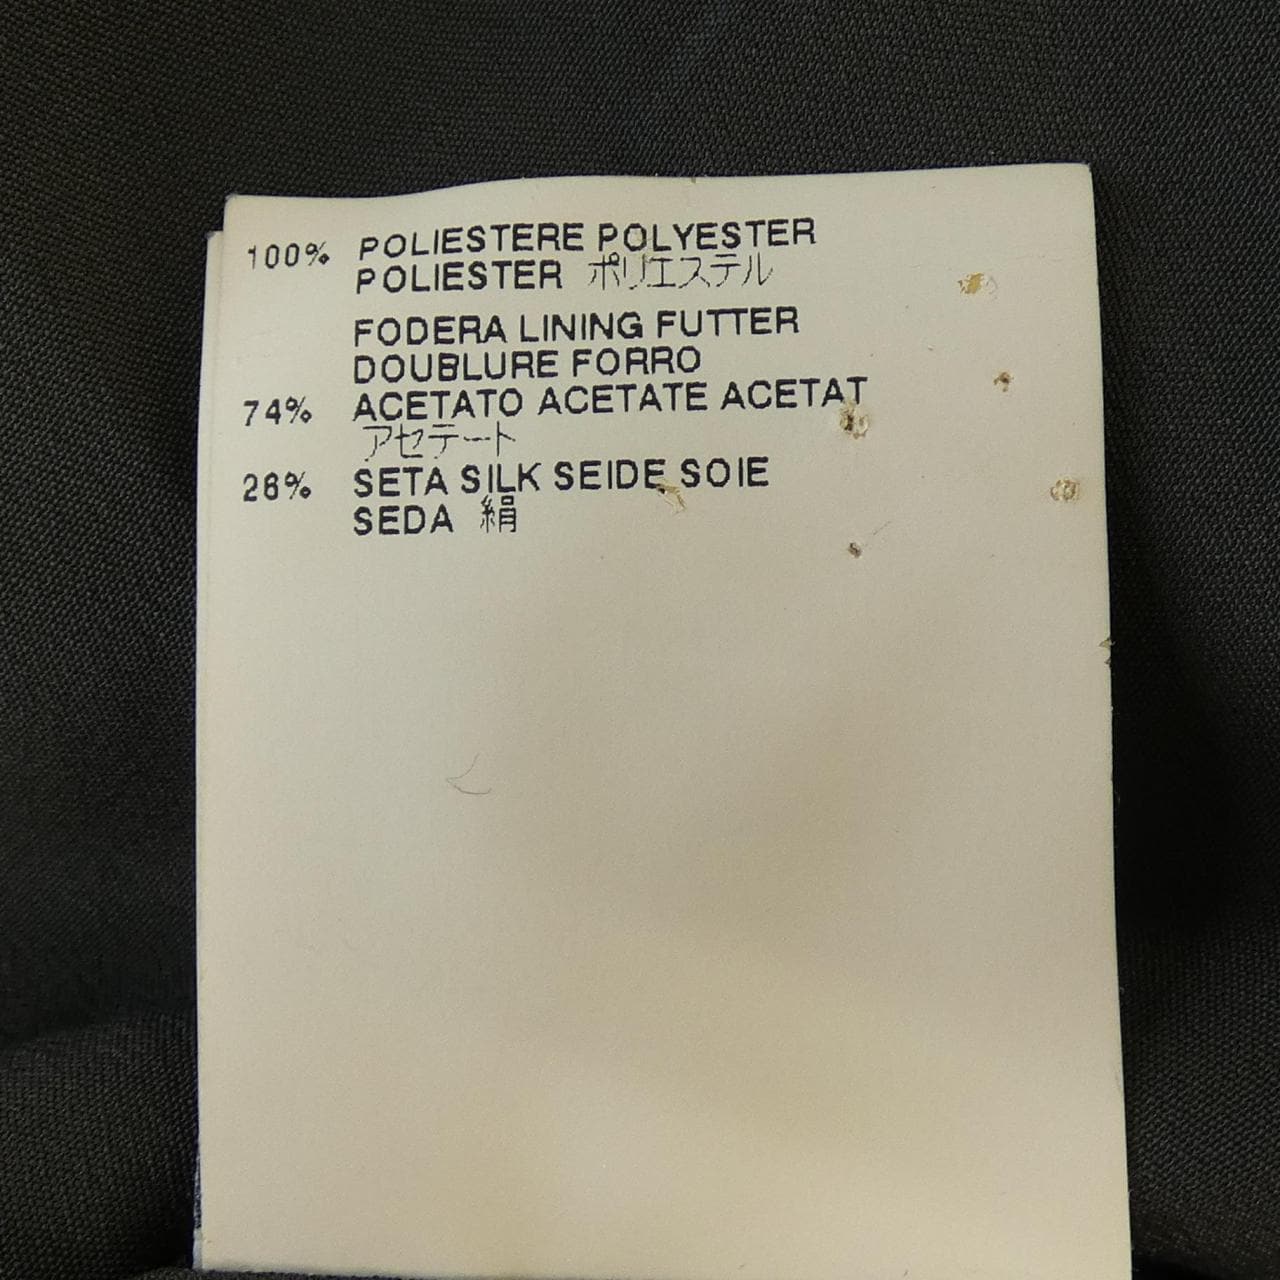 100% POLIESTERE POLYESTER
POLIESTER ポリエステル
FODERA LINING FUTTER
DOUBLURE FORRO
74% ACETATO ACETATE ACETAT
アセテート
26% SETA SILK SEIDE SOIE
SEDA 絹